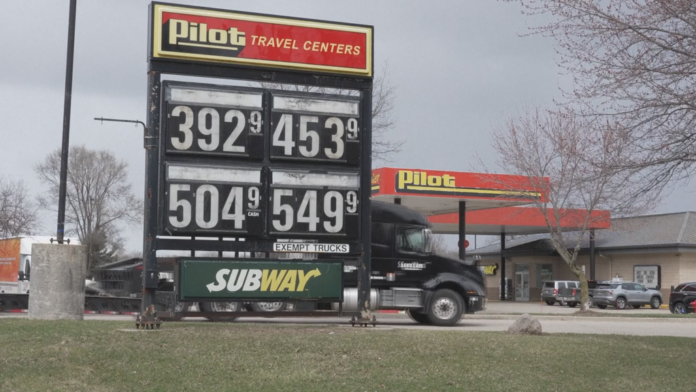 Pilot TRAVEL CENTERS
392 9 453 9
504 9 CASH 549 9
EXEMPT TRUCKS
SUBWAY
Pilot